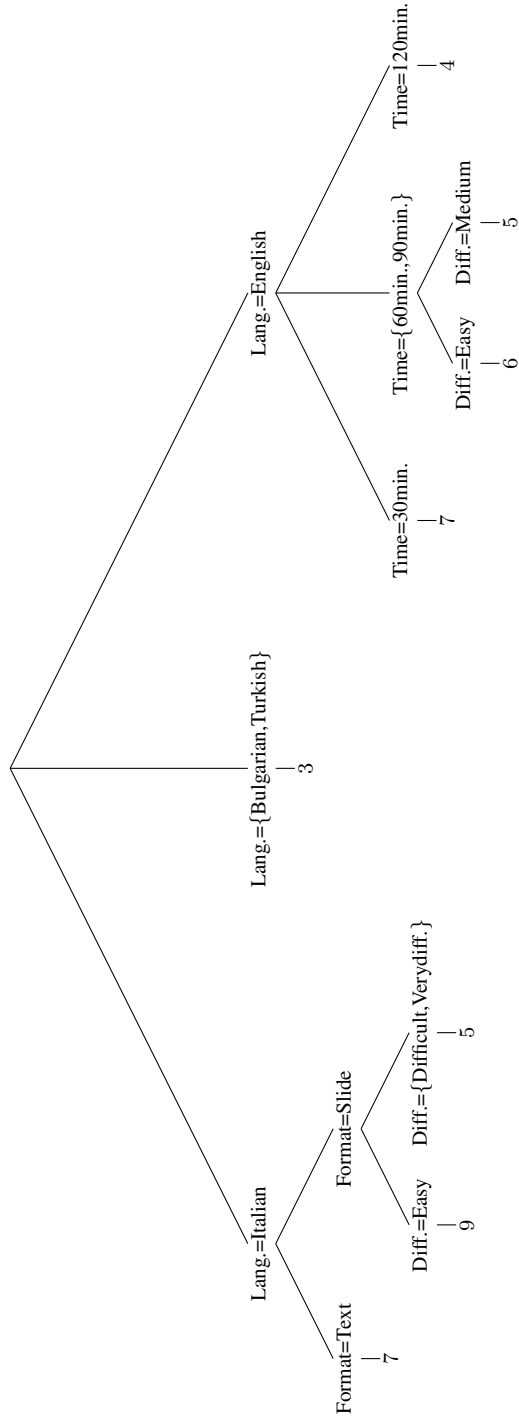 Lang.=Italian
Lang.={Bulgarian,Turkish}
Lang.=English
Format=Text
Format=Slide
Time=30min.
Time={60min.,90min.}
Time=120min.
7
Diff.=Easy
Diff.={Difficult,Verydiff.}
3
7
Diff.=Easy
Diff.=Medium
4
9
5
6
5